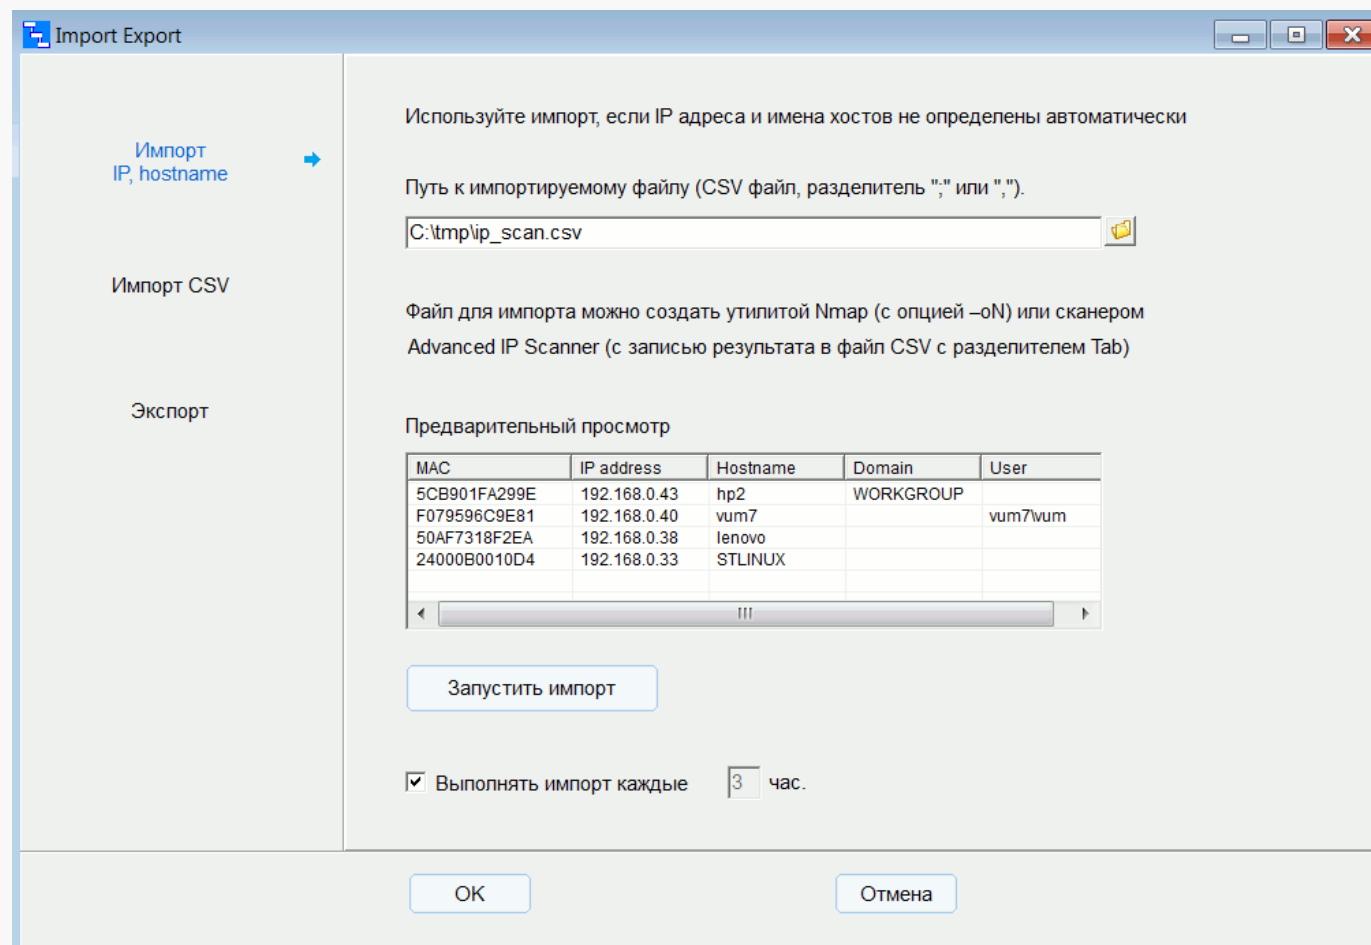 Import Export
Импорт
IP, hostname
Импорт CSV
Экспорт
Используйте импорт, если IP адреса и имена хостов не определены автоматически
Путь к импортируемому файлу (CSV файл, разделитель ";" или ",").
C:\tmp\ip_scan.csv
Файл для импорта можно создать утилитой Nmap (с опцией –oN) или сканером
Advanced IP Scanner (с записью результата в файл CSV с разделителем Tab)
Предварительный просмотр
MAC IP address Hostname Domain User
5CB901FA299E 192.168.0.43 hp2 WORKGROUP
F079596C9E81 192.168.0.40 vum7 vum7\vum
50AF7318F2EA 192.168.0.38 lenovo
24000B0010D4 192.168.0.33 STLINUX
Запустить импорт
Выполнять импорт каждые 3 час.
OK Отмена